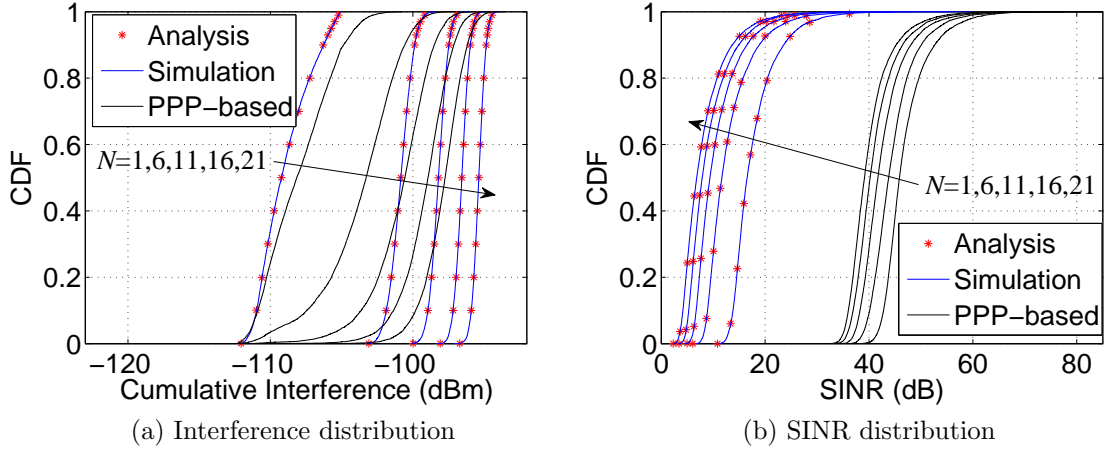 CDF
1
0.8
0.6
0.4
0.2
0
Analysis
Simulation
PPP−based
N=1,6,11,16,21
−120
−110
−100
Cumulative Interference (dBm)
(a) Interference distribution
CDF
1
0.8
0.6
0.4
0.2
0
N=1,6,11,16,21
Analysis
Simulation
PPP−based
0
20
40
60
80
SINR (dB)
(b) SINR distribution